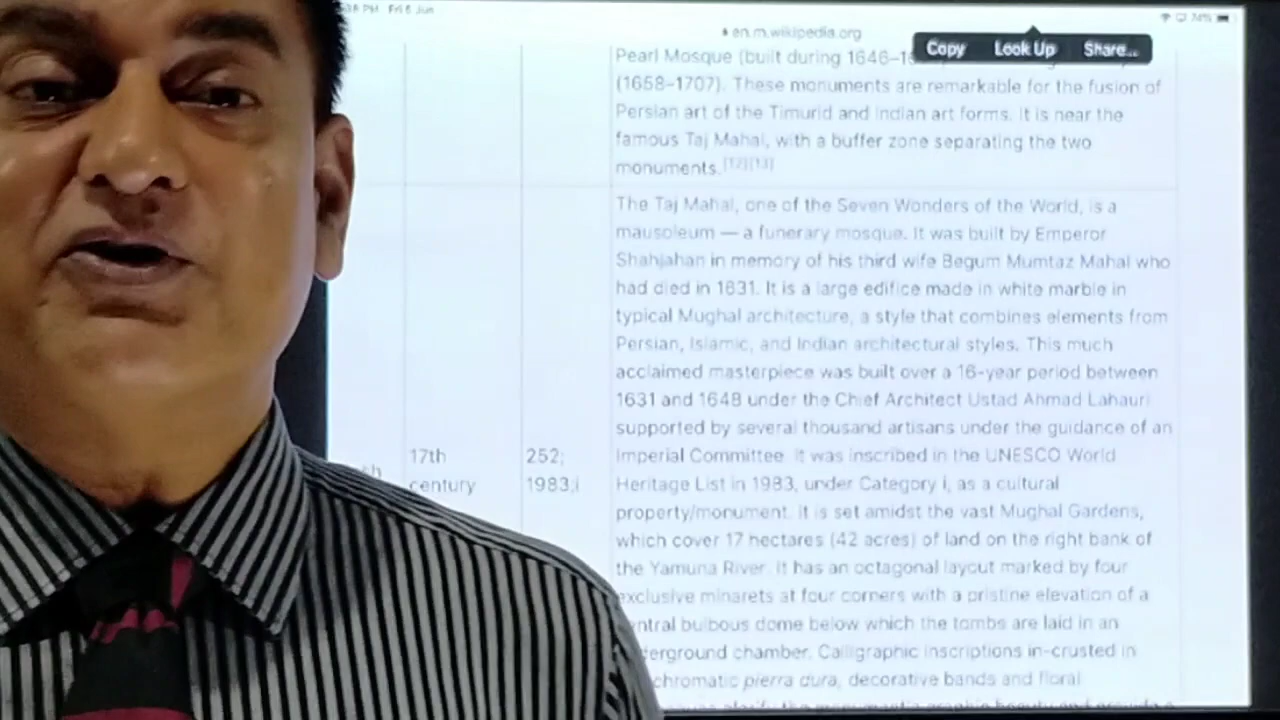 Fri 6 Jun
74%
en.m.wikipedia.org
Copy Look Up Share...
Pearl Mosque (built during 1646–
(1658–1707). These monuments are remarkable for the fusion of
Persian art of the Timurid and Indian art forms. It is near the
famous Taj Mahal, with a buffer zone separating the two
monuments.[12][13]
The Taj Mahal, one of the Seven Wonders of the World, is a
mausoleum — a funerary mosque. It was built by Emperor
Shahjahan in memory of his third wife Begum Mumtaz Mahal who
had died in 1631. It is a large edifice made in white marble in
typical Mughal architecture, a style that combines elements from
Persian, Islamic, and Indian architectural styles. This much
acclaimed masterpiece was built over a 16-year period between
1631 and 1648 under the Chief Architect Ustad Ahmad Lahauri
supported by several thousand artisans under the guidance of an
17th
century
252;
1983;i
Imperial Committee. It was inscribed in the UNESCO World
Heritage List in 1983, under Category i, as a cultural
property/monument. It is set amidst the vast Mughal Gardens,
which cover 17 hectares (42 acres) of land on the right bank of
the Yamuna River. It has an octagonal layout marked by four
exclusive minarets at four corners with a pristine elevation of a
ntral bulbous dome below which the tombs are laid in an
erground chamber. Calligraphic inscriptions in-crusted in
chromatic pierra dura, decorative bands and floral